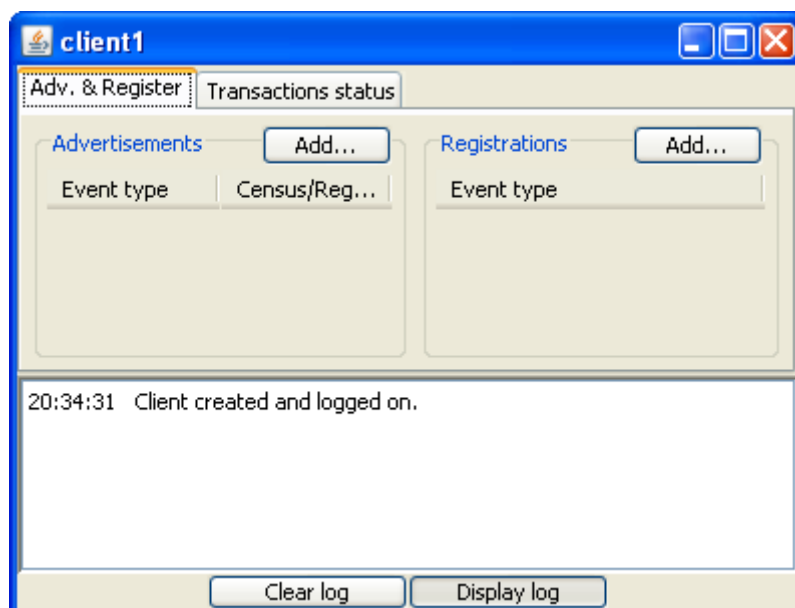 client1
Adv. & Register Transactions status
Advertisements Add... Registrations Add...
Event type Census/Reg... Event type
20:34:31 Client created and logged on.
Clear log Display log